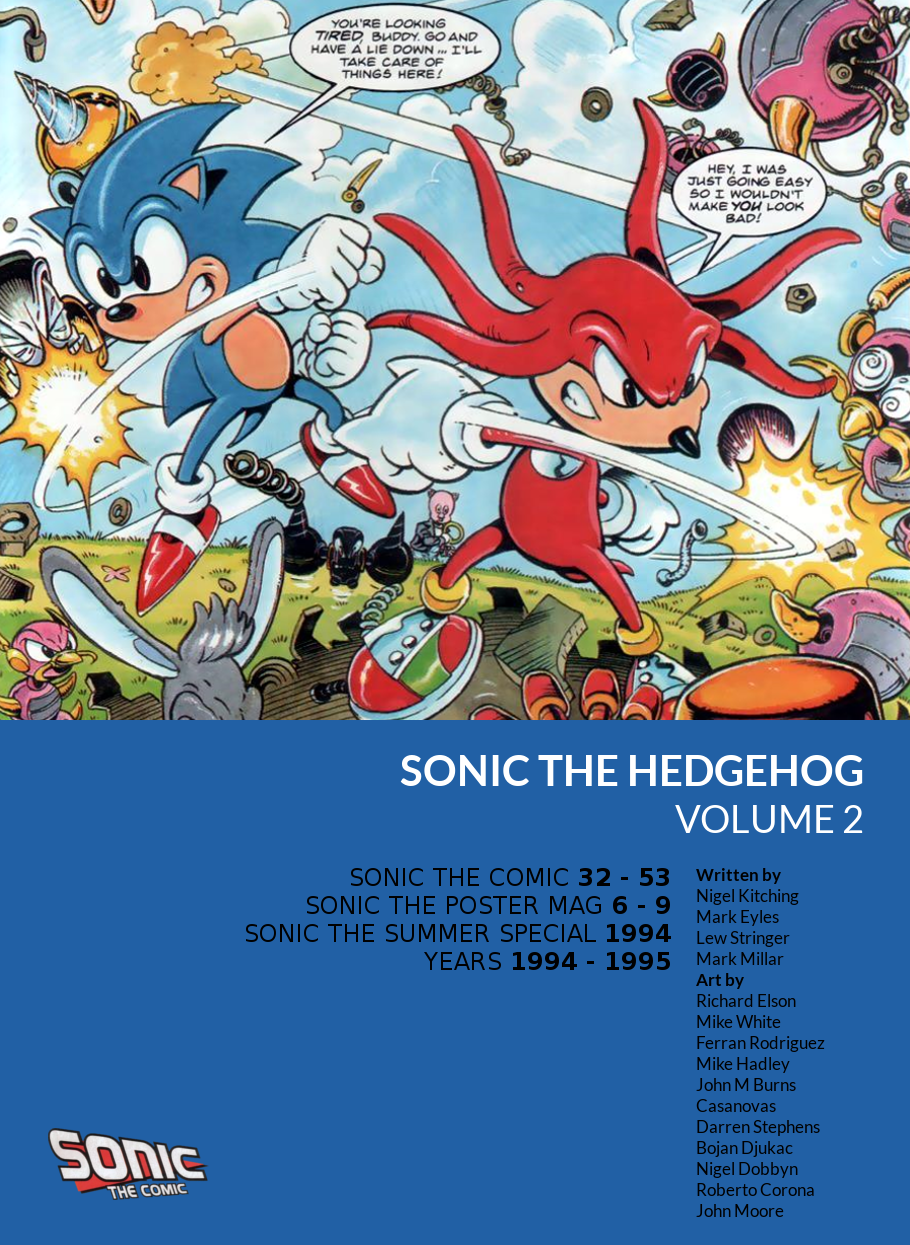 YOU'RE LOOKING
TIRED, BUDDY. GO AND
HAVE A LIE DOWN... I'LL
TAKE CARE OF
THINGS HERE!
HEY, I WAS
JUST GOING EASY
SO I WOULDN'T
MAKE YOU LOOK
BAD!
SONIC THE HEDGEHOG
VOLUME 2
SONIC THE COMIC 32 - 53
SONIC THE POSTER MAG 6 - 9
SONIC THE SUMMER SPECIAL 1994
YEARS 1994 - 1995
Written by
Nigel Kitching
Mark Eyles
Lew Stringer
Mark Millar
Art by
Richard Elson
Mike White
Ferran Rodriguez
Mike Hadley
John M Burns
Casanovas
Darren Stephens
Bojan Djukac
Nigel Dobbyn
Roberto Corona
John Moore
SONIC
THE COMIC